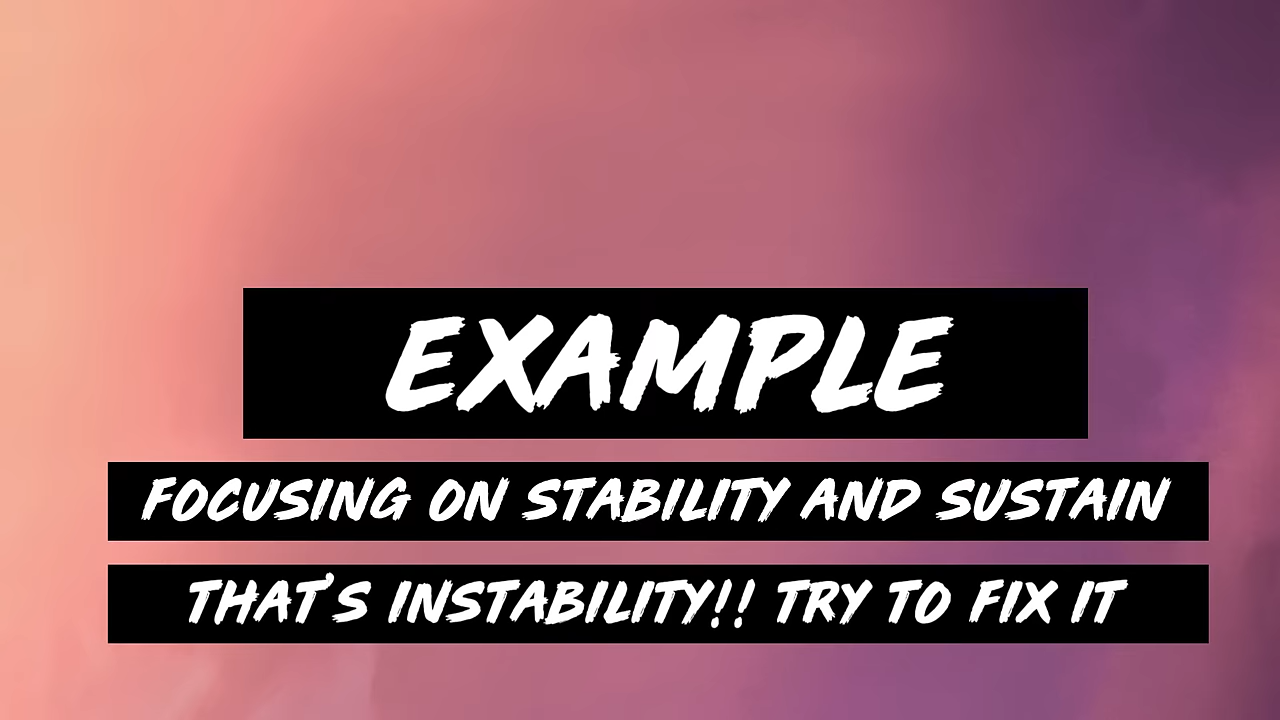 EXAMPLE
FOCUSING ON STABILITY AND SUSTAIN
THAT'S INSTABILITY!! TRY TO FIX IT